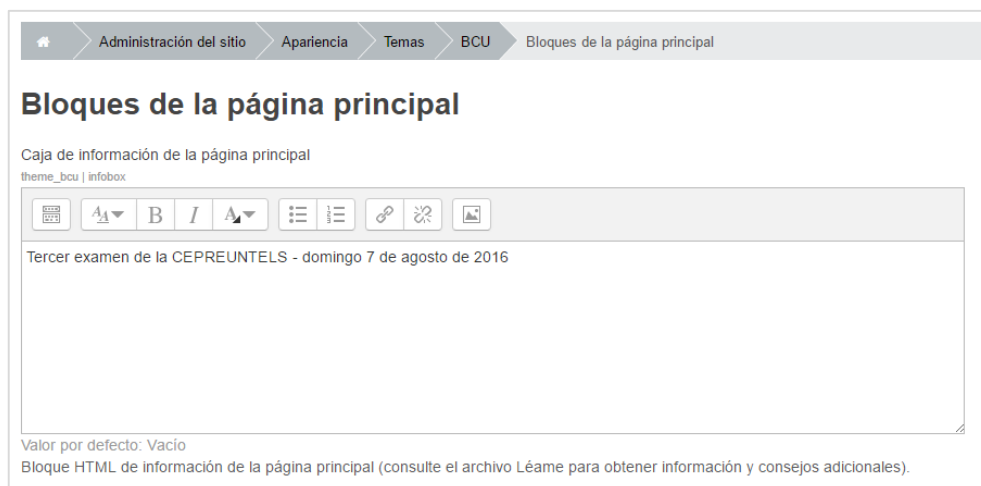 Administración del sitio Apariencia Temas BCU Bloques de la página principal
Bloques de la página principal
Caja de información de la página principal
theme_bcu | infobox
Tercer examen de la CEPREUNTELS - domingo 7 de agosto de 2016
Valor por defecto: Vacío
Bloque HTML de información de la página principal (consulte el archivo Léame para obtener información y consejos adicionales).